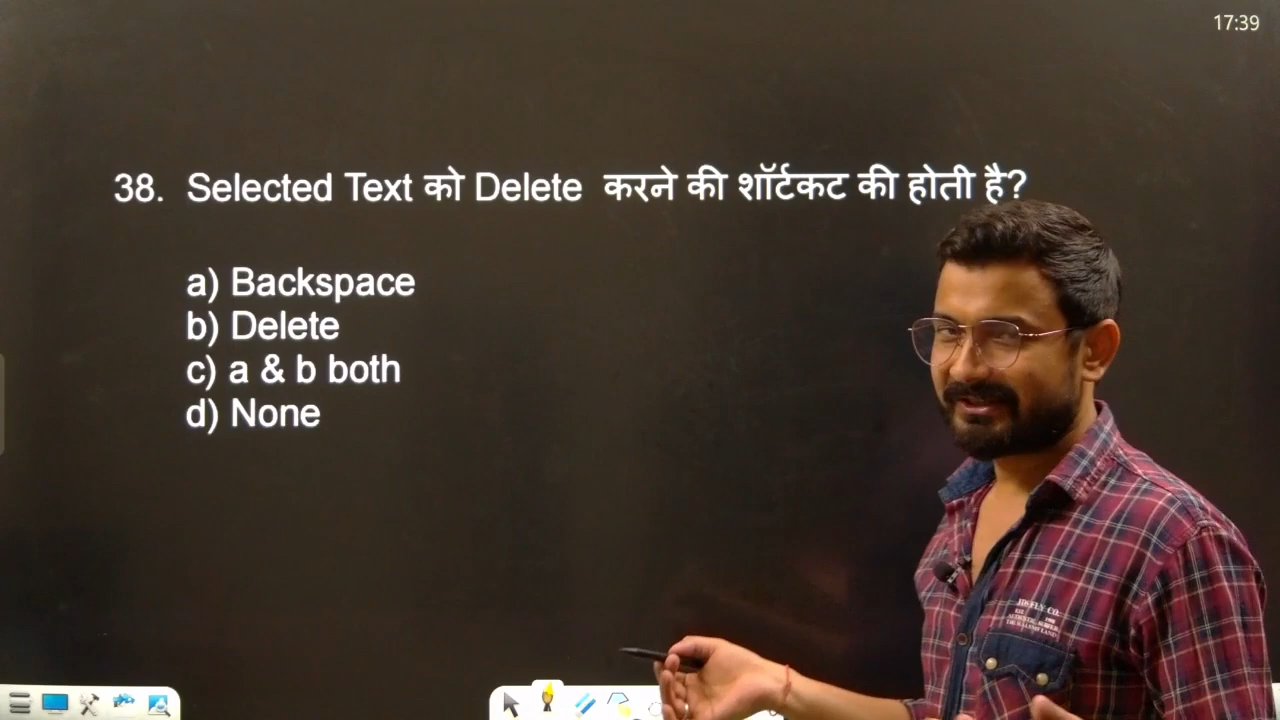 17:39
38. Selected Text को Delete करने की शॉर्टकट की होती है?
a) Backspace
b) Delete
c) a & b both
d) None